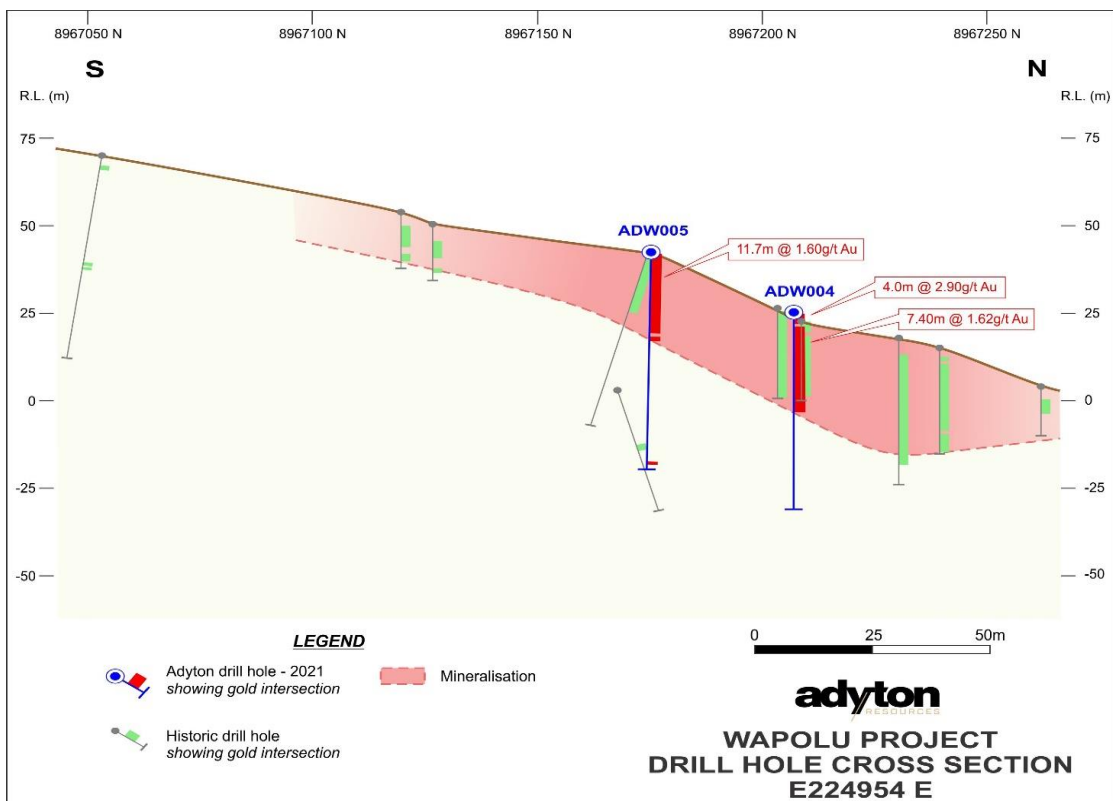 8967050 N
8967100 N
8967150 N
8967200 N
8967250 N
S
N
R.L. (m)
R.L. (m)
75
75
50
50
25
25
0
0
-25
-25
-50
-50
ADW005
11.7m @ 1.60g/t Au
ADW004
4.0m @ 2.90g/t Au
7.40m @ 1.62g/t Au
LEGEND
Adyton drill hole - 2021
showing gold intersection
Mineralisation
Historic drill hole
showing gold intersection
0
25
50m
adyton
RESOURCES
WAPOLU PROJECT
DRILL HOLE CROSS SECTION
E224954 E